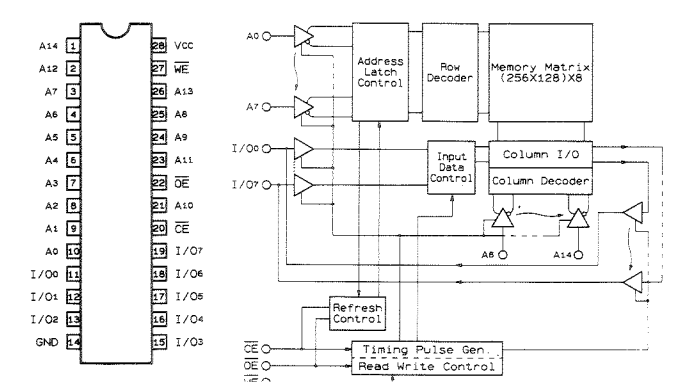 A14 1 28 VCC
A12 2 27 WE
A7 3 26 A13
A6 4 25 A8
A5 5 24 A9
A4 6 23 A11
A3 7 22 OE
A2 8 21 A10
A1 9 20 CE
A0 10 19 I/O7
I/O0 11 18 I/O6
I/O1 12 17 I/O5
I/O2 13 16 I/O4
GND 14 15 I/O3
A0
A7
Address
Latch
Control
Row
Decoder
Memory Matrix
(256X128)X8
I/O0
I/O7
Input
Data
Control
Column I/O
Column Decoder
A8 A14
Refresh
Control
CE
OE
WE
Timing Pulse Gen.
Read Write Control